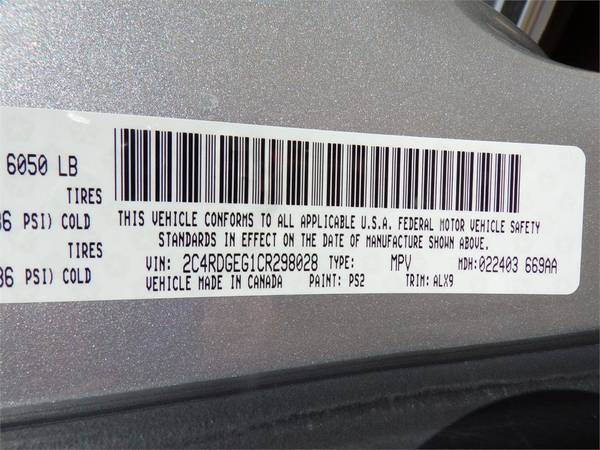 6050 LB
TIRES
36 PSI) COLD
TIRES
36 PSI) COLD
THIS VEHICLE CONFORMS TO ALL APPLICABLE U.S.A. FEDERAL MOTOR VEHICLE SAFETY
STANDARDS IN EFFECT ON THE DATE OF MANUFACTURE SHOWN ABOVE.
VIN: 2C4RDGEG1CR298028 TYPE: MPV MDH:022403 669AA
VEHICLE MADE IN CANADA PAINT: PS2 TRIM: ALX9